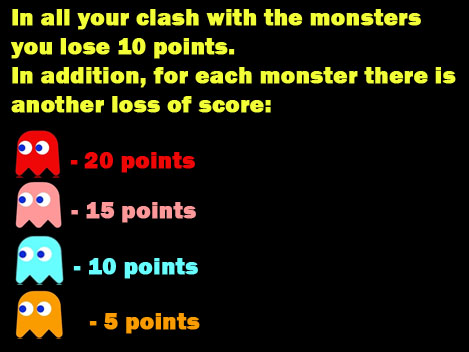 In all your clash with the monsters
you lose 10 points.
In addition, for each monster there is
another loss of score:
- 20 points
- 15 points
- 10 points
- 5 points